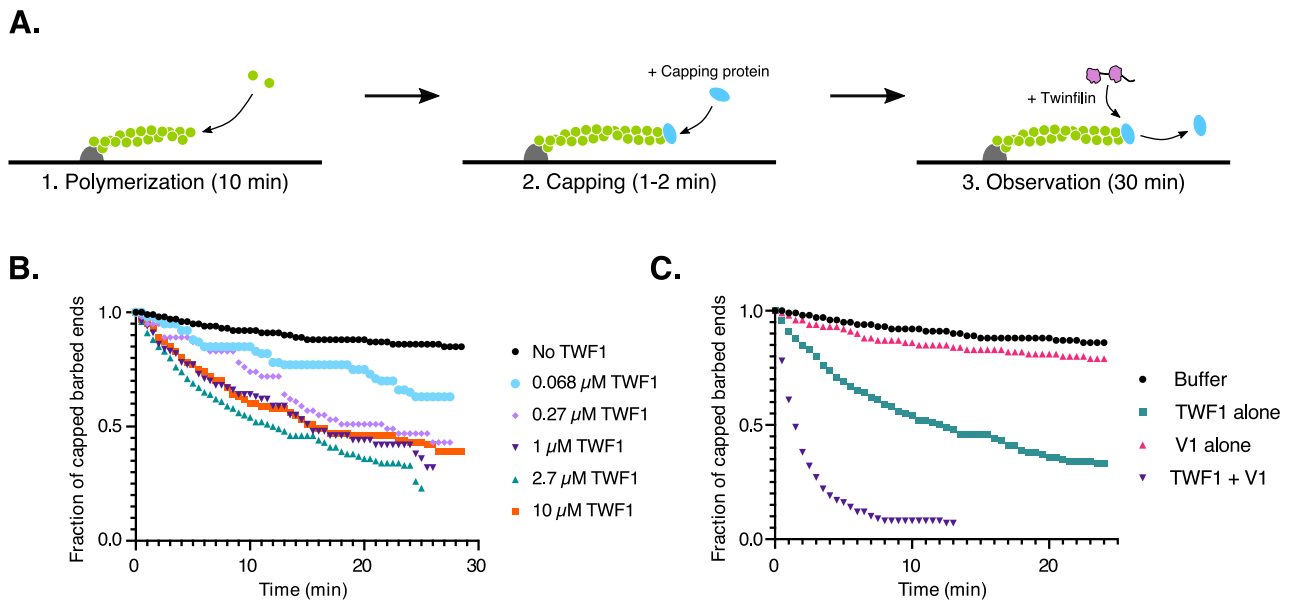 A.
+ Capping protein
+ Twinfilin
1. Polymerization (10 min)
2. Capping (1-2 min)
3. Observation (30 min)
B.
Fraction of capped barbed ends
1.0
0.5
0.0
0
10
20
30
Time (min)
No TWF1
0.068 µM TWF1
0.27 µM TWF1
1 µM TWF1
2.7 µM TWF1
10 µM TWF1
C.
Fraction of capped barbed ends
1.0
0.5
0.0
0
10
20
Time (min)
Buffer
TWF1 alone
V1 alone
TWF1 + V1